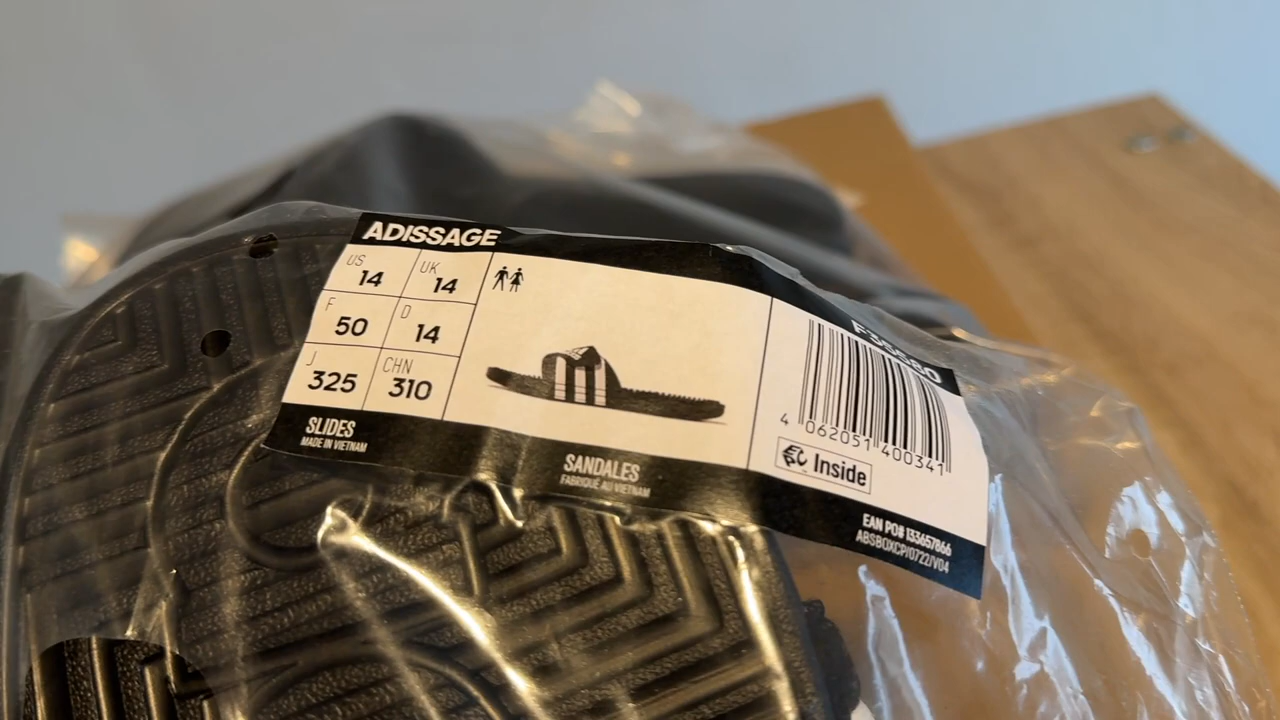 ADISSAGE
US 14 UK 14
F 50 D 14
J 325 CHN 310
SLIDES
MADE IN VIETNAM
SANDALES
FABRIQUÉ AU VIETNAM
4 062051 400341
Inside
EAN PO# 133657866
ABSBOXCP/0722/V04